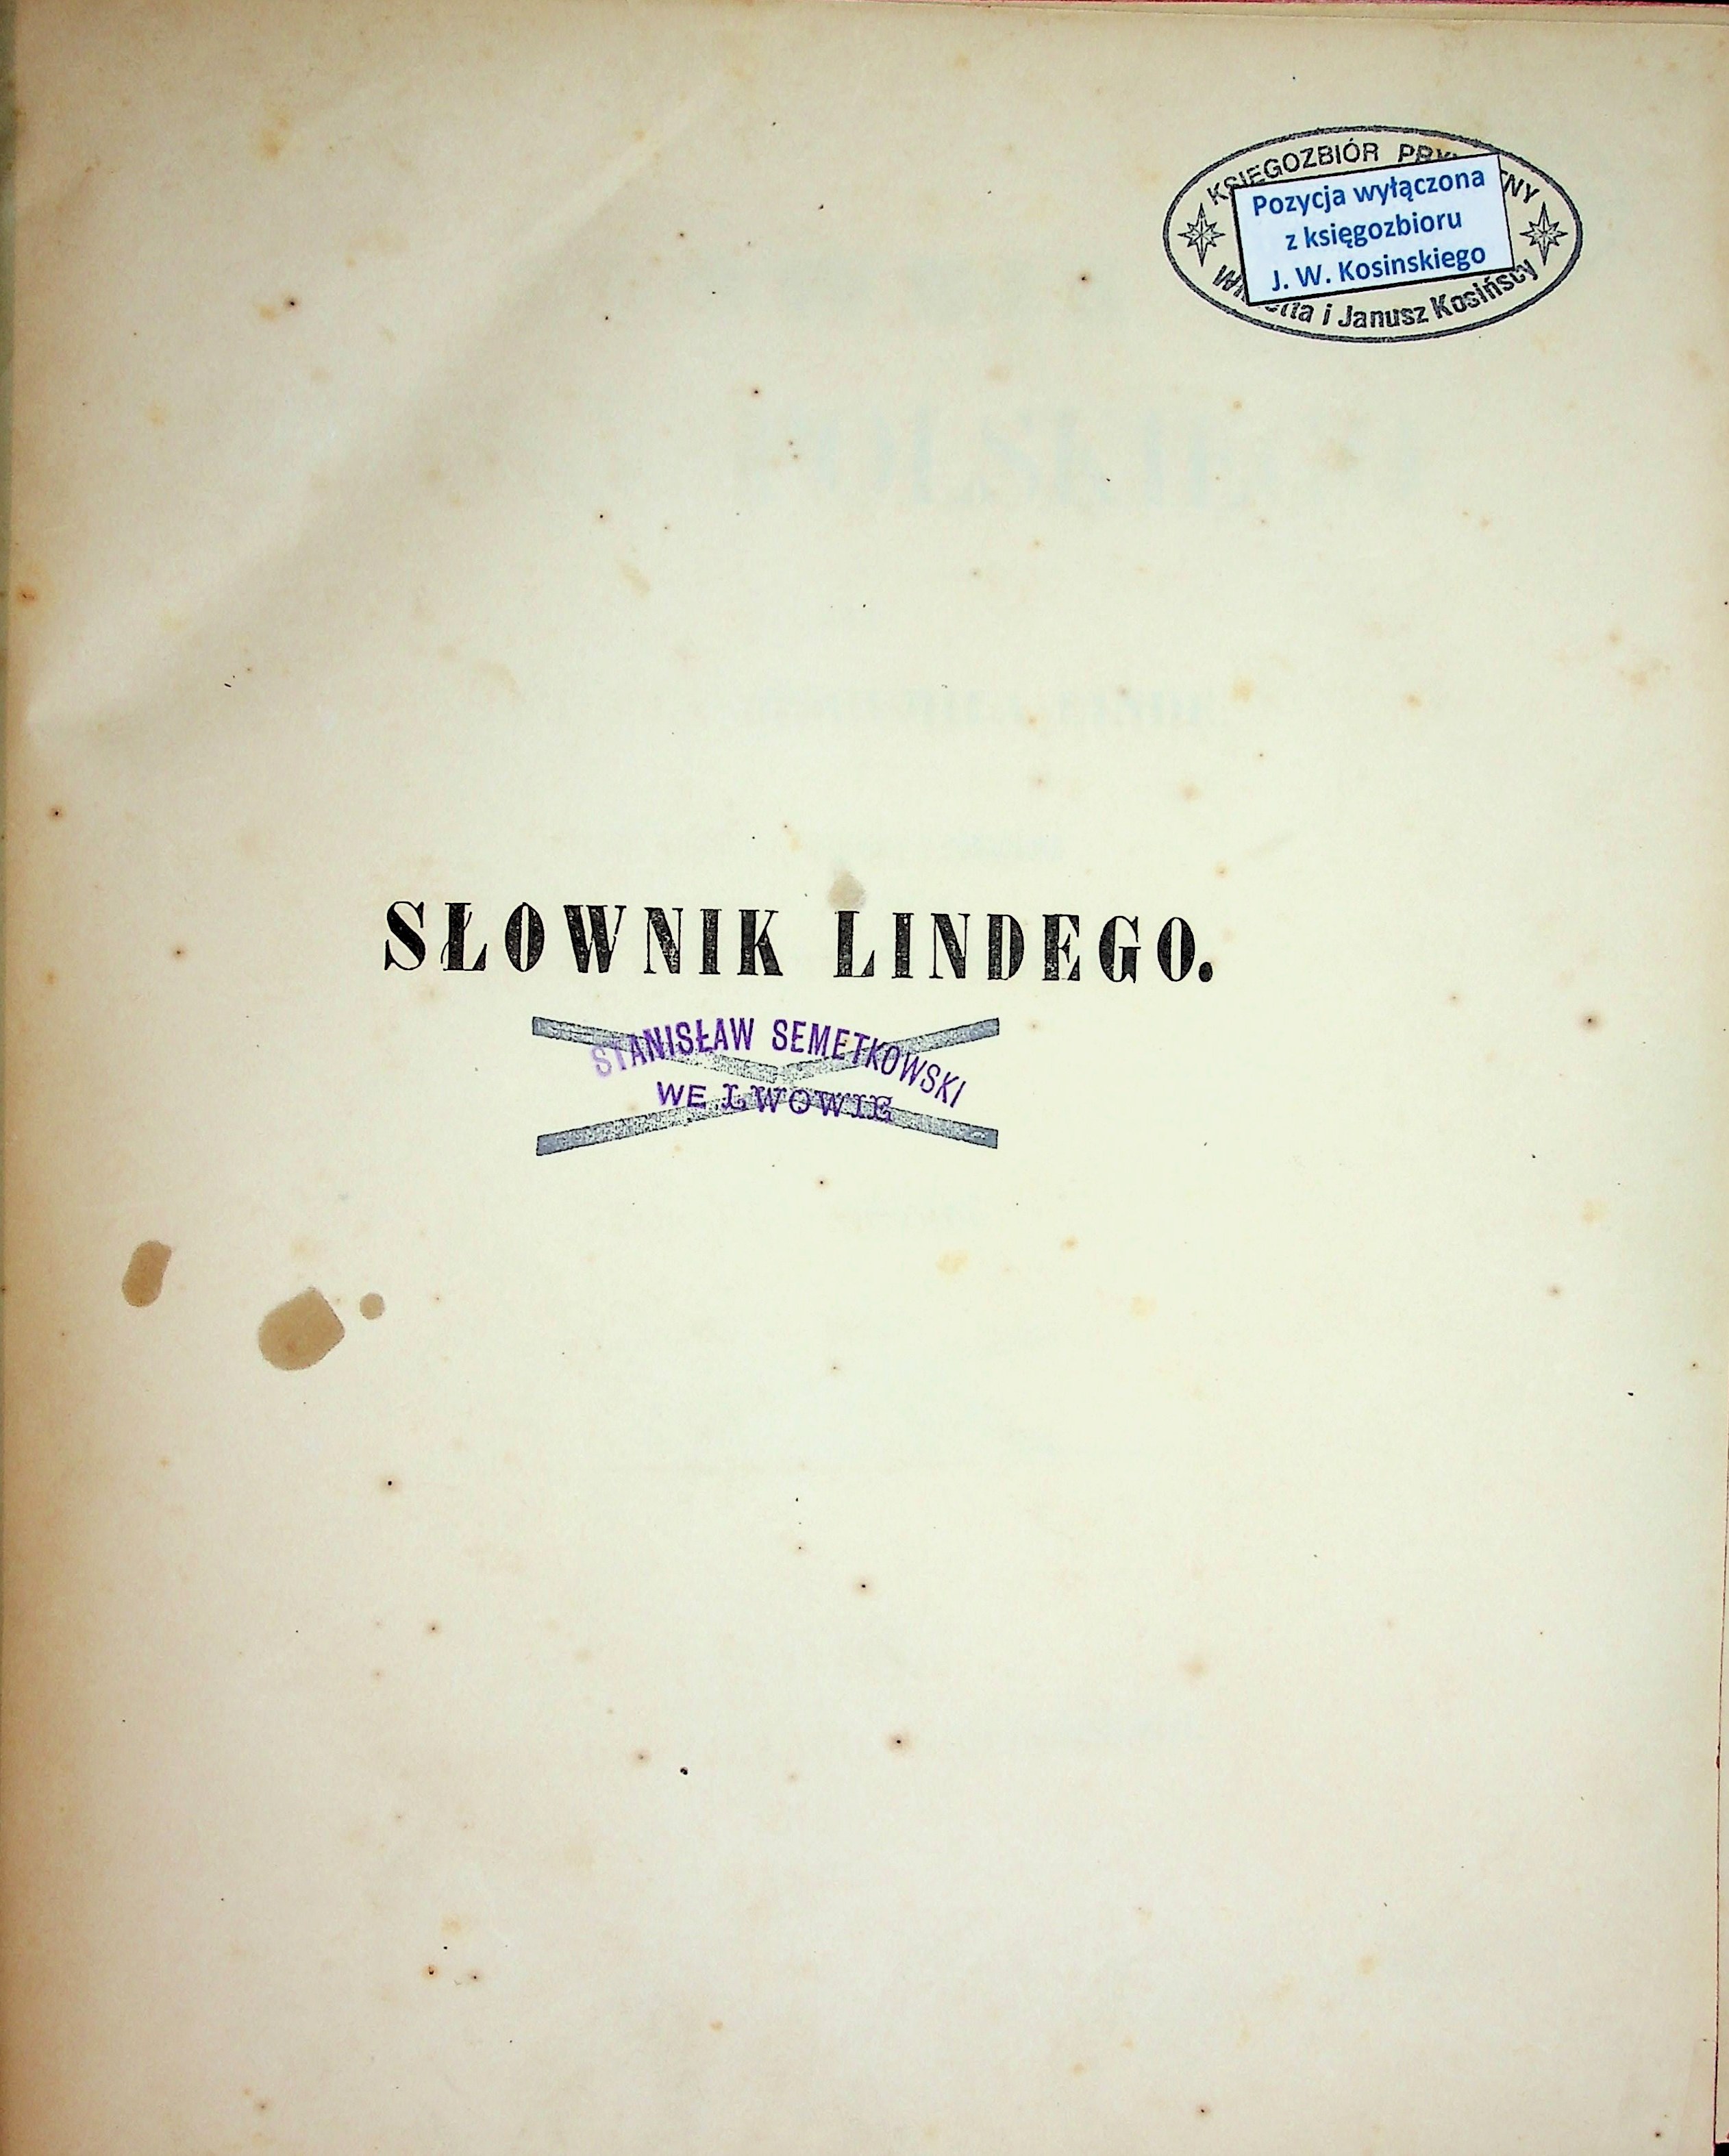 KSIĘGOZBIÓR
Pozycja wyłączona
z księgozbioru
J. W. Kosinskiego
i Janusz Kosińscy
SŁOWNIK LINDEGO.
STANISŁAW SEMETKOWSKI
WE LWOWIE